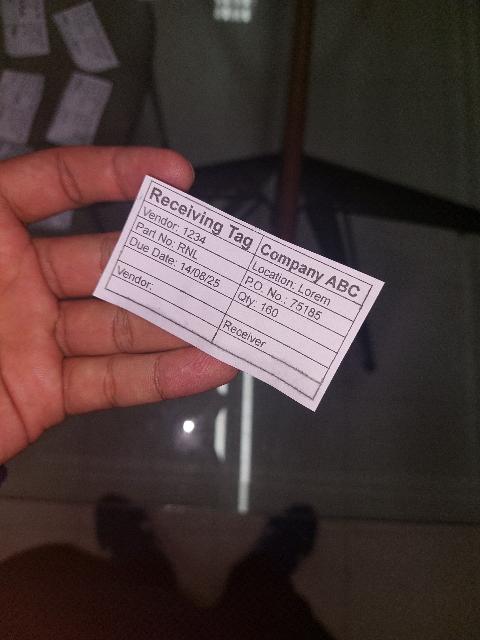 Receiving Tag Company ABC
Vendor: 1234 Location: Lorem
Part No: RNL P.O. No.: 75185
Due Date: 14/08/25 Qty: 160
Vendor: Receiver